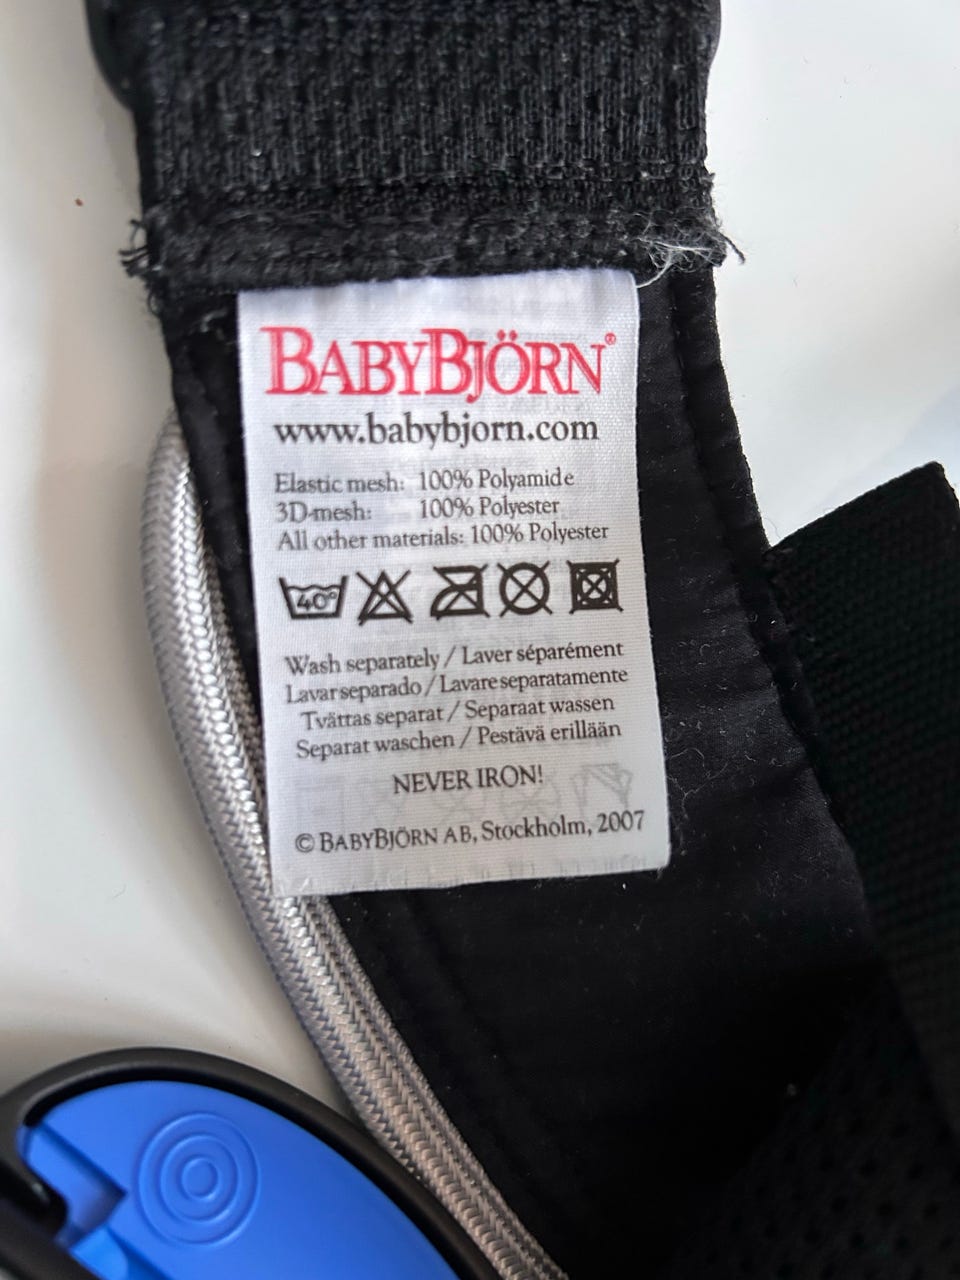 BABYBJÖRN®
www.babybjorn.com
Elastic mesh: 100% Polyamide
3D-mesh: 100% Polyester
All other materials: 100% Polyester
40°
Wash separately / Laver séparément
Lavar separado / Lavare separatamente
Tvättas separat / Separaat wassen
Separat waschen / Pestävä erillään
NEVER IRON!
© BABYBJÖRN AB, Stockholm, 2007